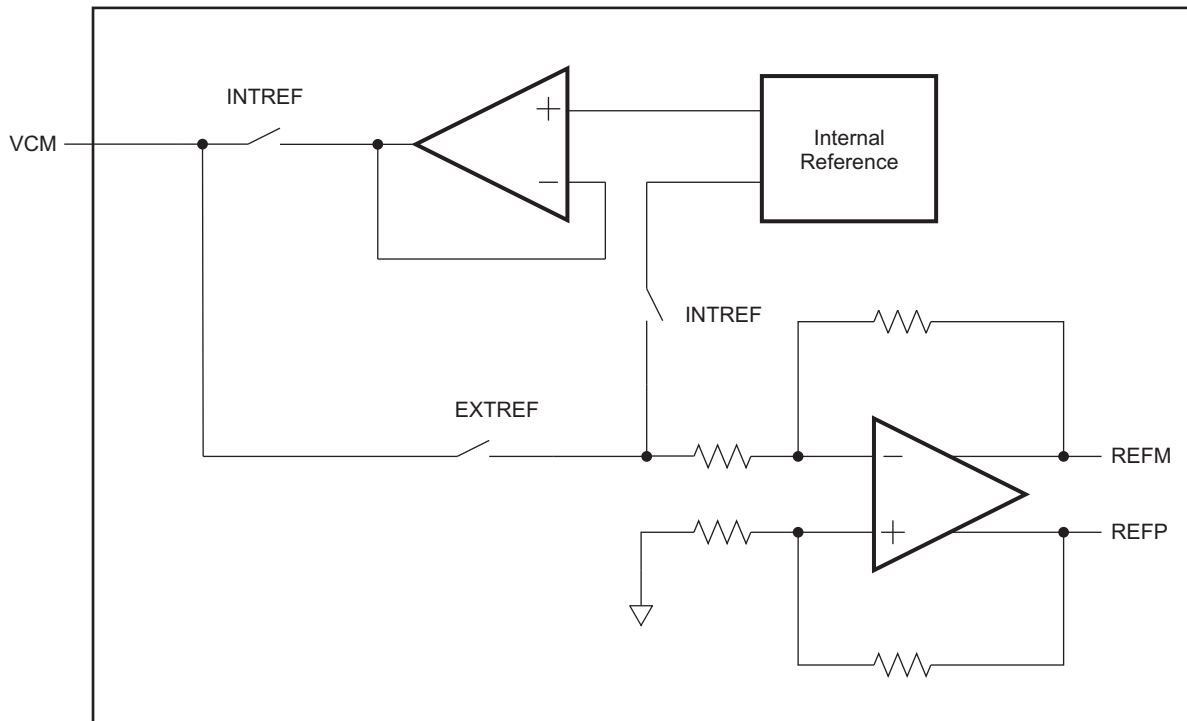 INTREF
VCM
Internal
Reference
INTREF
EXTREF
REFM
REFP